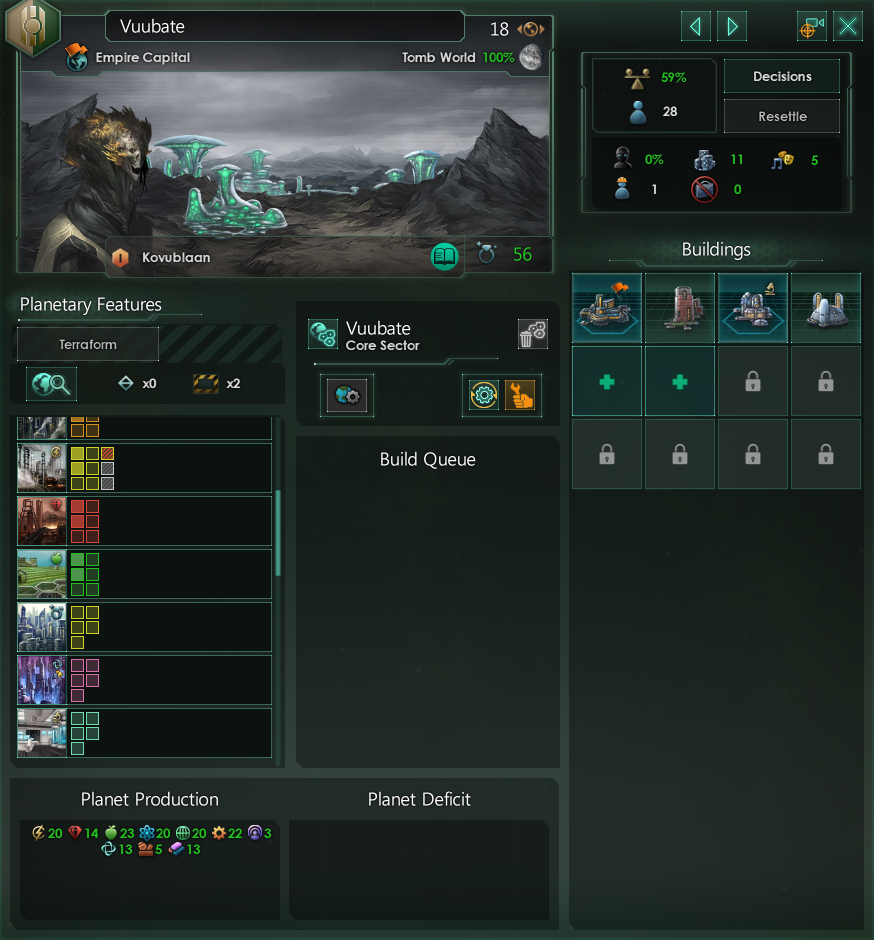 Vuubate
18
Empire Capital
Tomb World 100%
Kovublaan
56
59%
28
Decisions
Resettle
0%
11
5
1
0
Buildings
Planetary Features
Terraform
x0
x2
Vuubate
Core Sector
Build Queue
Planet Production
20 14 23 20 20 22 3
13 5 13
Planet Deficit